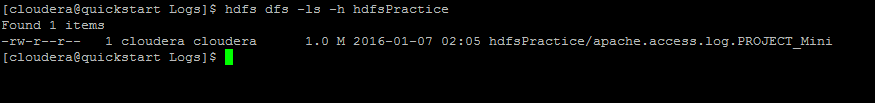 [cloudera@quickstart Logs]$ hdfs dfs -ls -h hdfsPractice
Found 1 items
-rw-r--r--   1 cloudera cloudera      1.0 M 2016-01-07 02:05 hdfsPractice/apache.access.log.PROJECT_Mini
[cloudera@quickstart Logs]$